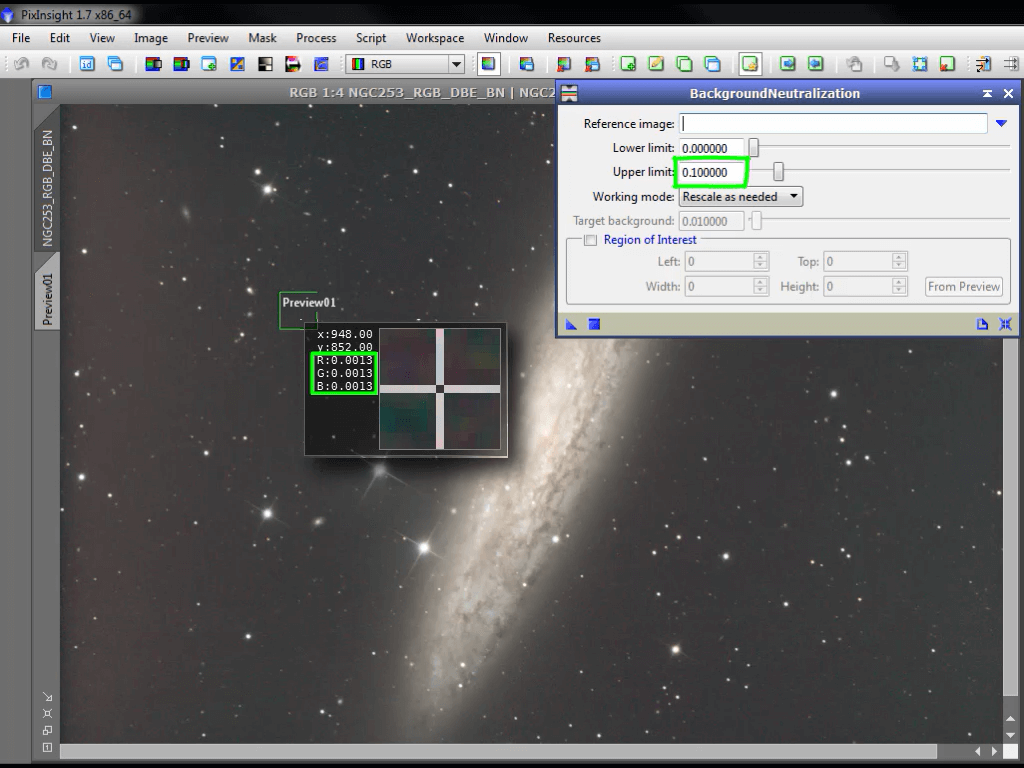 PixInsight 1.7 x86_64
File Edit View Image Preview Mask Process Script Workspace Window Resources
id RGB
RGB 1:4 NGC253_RGB_DBE_BN | NGC2
NGC253_RGB_DBE_BN
Preview01
BackgroundNeutralization
Reference image:
Lower limit: 0.000000
Upper limit: 0.100000
Working mode: Rescale as needed
Target background: 0.010000
Region of Interest
Left: 0 Top: 0
Width: 0 Height: 0 From Preview
Preview01
x:948.00
y:852.00
R:0.0013
G:0.0013
B:0.0013